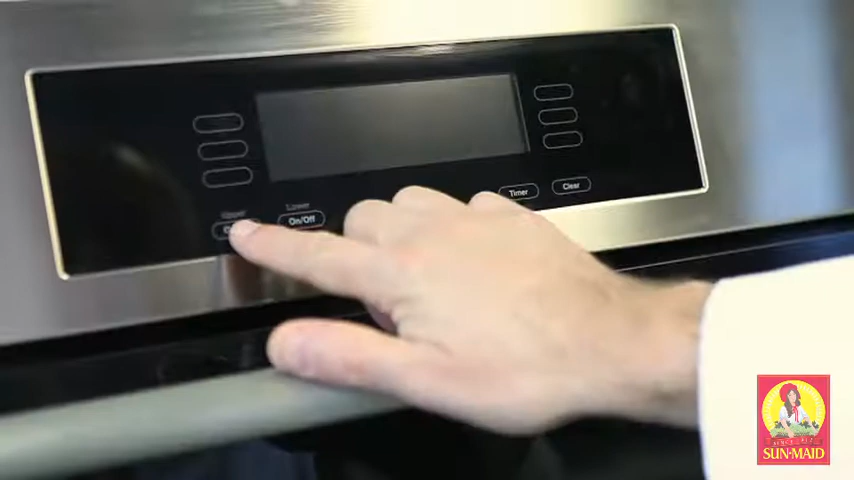 Timer
Clear
Lower
Upper
On/Off
SUN-MAID